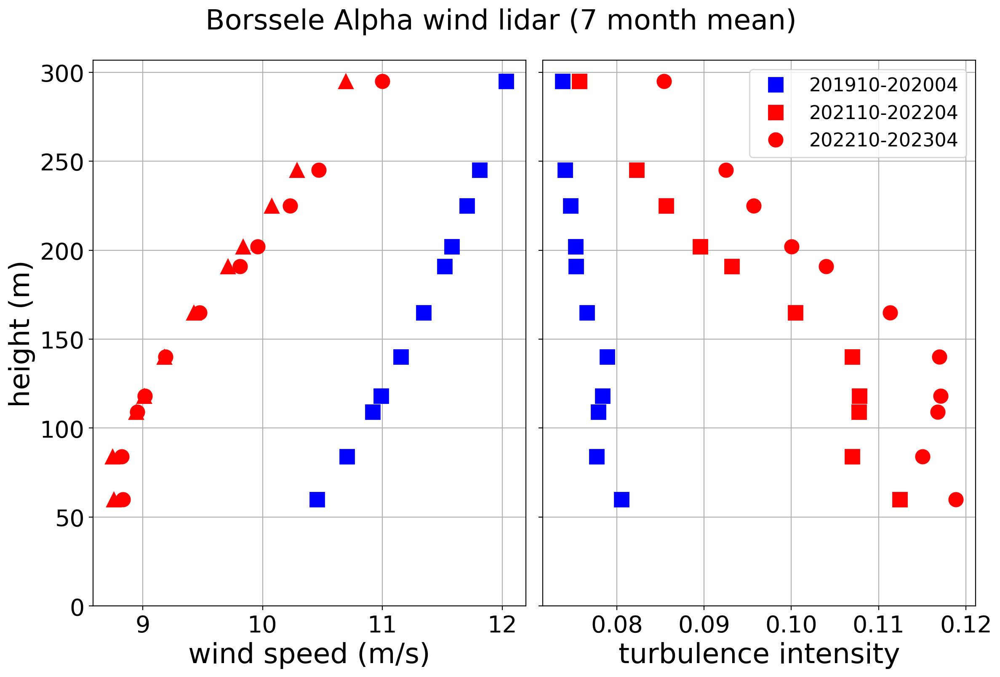 Borssele Alpha wind lidar (7 month mean)
height (m)
300
250
200
150
100
50
0
9 10 11 12
wind speed (m/s)
201910-202004
202110-202204
202210-202304
0.08 0.09 0.10 0.11 0.12
turbulence intensity